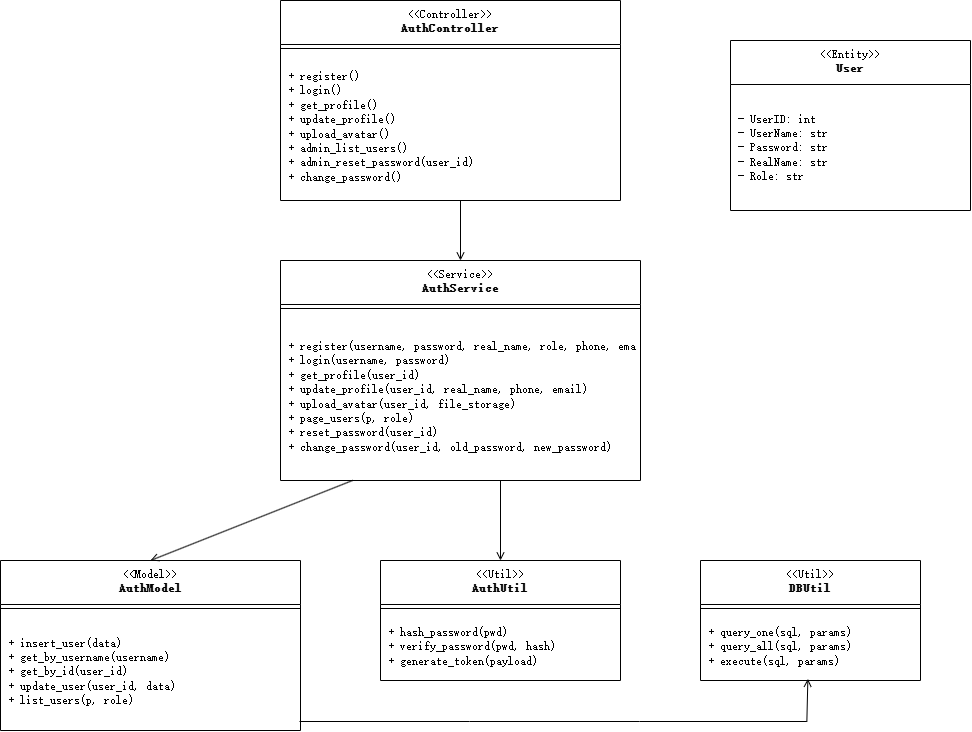 <<Controller>>
AuthController
+ register()
+ login()
+ get_profile()
+ update_profile()
+ upload_avatar()
+ admin_list_users()
+ admin_reset_password(user_id)
+ change_password()
<<Entity>>
User
- UserID: int
- UserName: str
- Password: str
- RealName: str
- Role: str
<<Service>>
AuthService
+ register(username, password, real_name, role, phone, ema
+ login(username, password)
+ get_profile(user_id)
+ update_profile(user_id, real_name, phone, email)
+ upload_avatar(user_id, file_storage)
+ page_users(p, role)
+ reset_password(user_id)
+ change_password(user_id, old_password, new_password)
<<Model>>
AuthModel
+ insert_user(data)
+ get_by_username(username)
+ get_by_id(user_id)
+ update_user(user_id, data)
+ list_users(p, role)
<<Util>>
AuthUtil
+ hash_password(pwd)
+ verify_password(pwd, hash)
+ generate_token(payload)
<<Util>>
DBUtil
+ query_one(sql, params)
+ query_all(sql, params)
+ execute(sql, params)